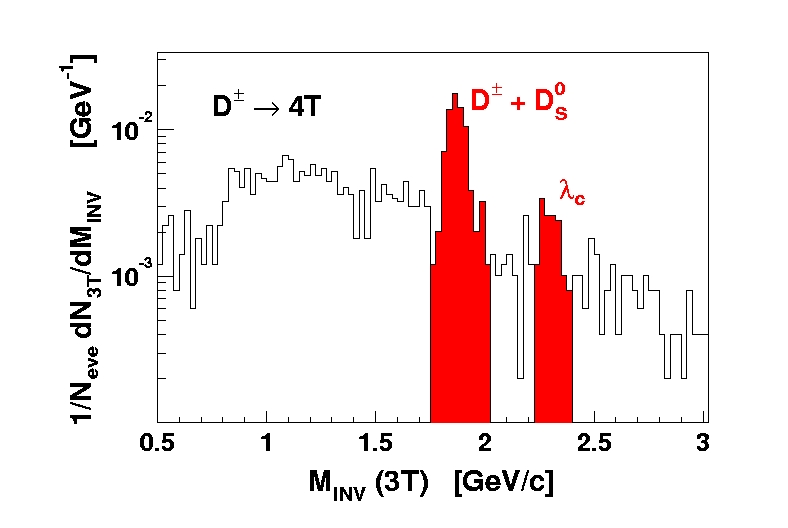 D± → 4T
D± + D⁰S
λc
10⁻²
10⁻³
1/Neve dN3T/dMINV [GeV⁻¹]
0.5 1 1.5 2 2.5 3
MINV (3T) [GeV/c]